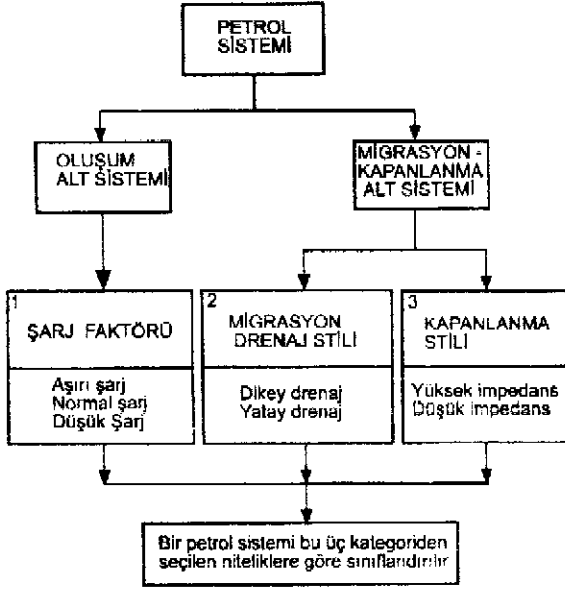 PETROL
SİSTEMİ
OLUŞUM
ALT SİSTEMİ
MİGRASYON -
KAPANLANMA
ALT SİSTEMİ
1
ŞARJ FAKTÖRÜ
Aşırı şarj
Normal şarj
Düşük Şarj
2
MİGRASYON
DRENAJ STİLİ
Dikey drenaj
Yatay drenaj
3
KAPANLANMA
STİLİ
Yüksek impedans
Düşük impedans
Bir petrol sistemi bu üç kategoriden
seçilen niteliklere göre sınıflandırılır